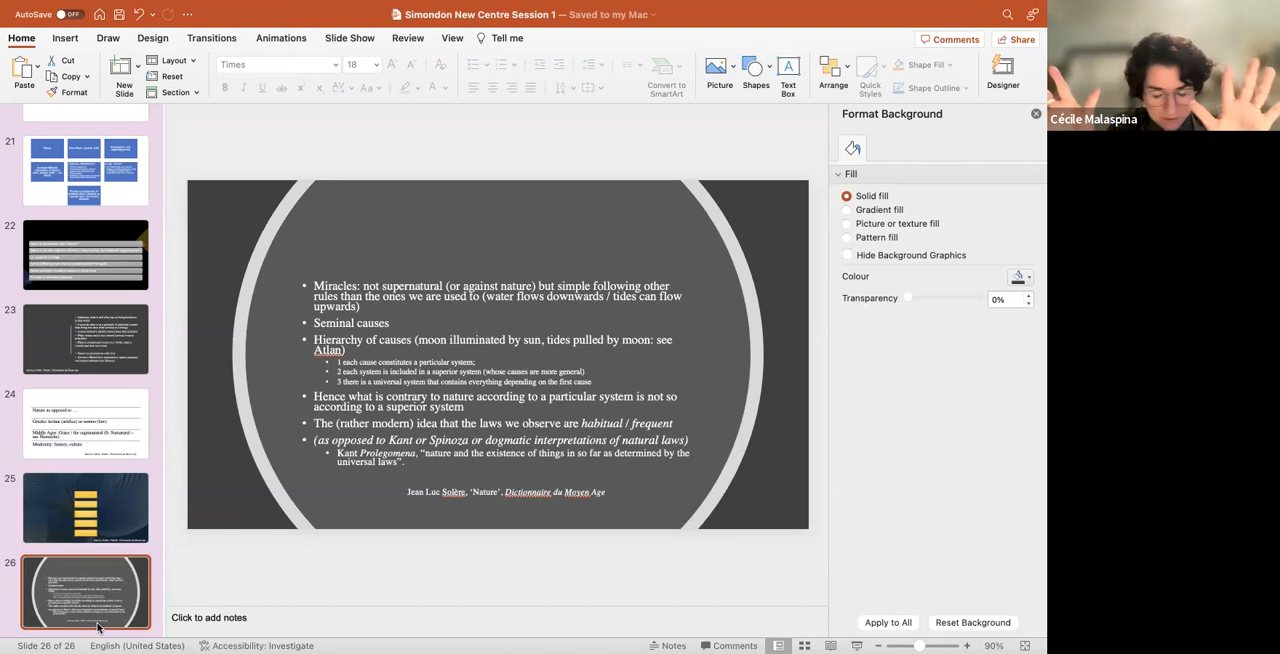 AutoSave OFF
Simondon New Centre Session 1 — Saved to my Mac
Home Insert Draw Design Transitions Animations Slide Show Review View Tell me
Comments Share
Paste
Cut
Copy
Format
New Slide
Layout
Reset
Section
Times 18
Convert to SmartArt
Picture
Shapes
Text Box
Arrange
Quick Styles
Shape Fill
Shape Outline
Designer
Cécile Malaspina
21
22
23
24
Nature as opposed to ...
Modernity: history, culture
25
26
• Miracles: not supernatural (or against nature) but simple following other
rules than the ones we are used to (water flows downwards / tides can flow
upwards)
• Seminal causes
• Hierarchy of causes (moon illuminated by sun, tides pulled by moon: see
Atlan)
• 1 each cause constitutes a particular system;
• 2 each system is included in a superior system (whose causes are more general)
• 3 there is a universal system that contains everything depending on the first cause
• Hence what is contrary to nature according to a particular system is not so
according to a superior system
• The (rather modern) idea that the laws we observe are habitual / frequent
• (as opposed to Kant or Spinoza or dogmatic interpretations of natural laws)
• Kant Prolegomena, “nature and the existence of things in so far as determined by the
universal laws”.
Jean Luc Solère, ‘Nature’, Dictionnaire du Moyen Age
Format Background
Fill
Solid fill
Gradient fill
Picture or texture fill
Pattern fill
Hide Background Graphics
Colour
Transparency 0%
Apply to All Reset Background
Click to add notes
Slide 26 of 26 English (United States) Accessibility: Investigate Notes Comments 90%